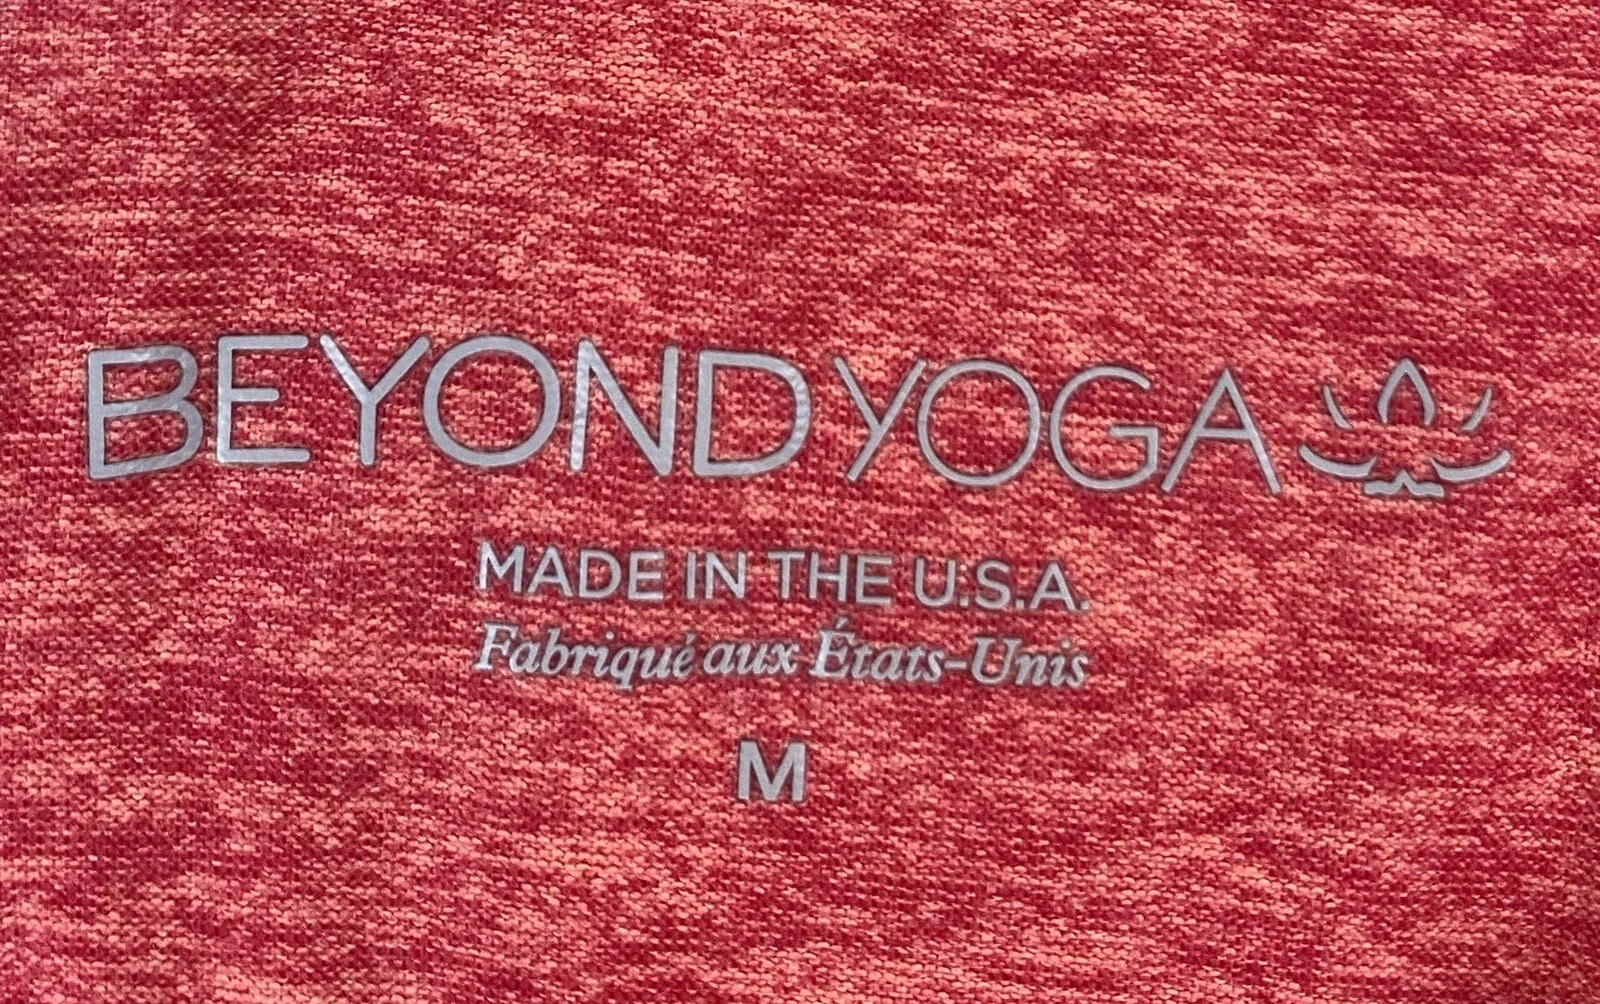 BEYOND YOGA
MADE IN THE U.S.A.
Fabriqué aux États-Unis
M